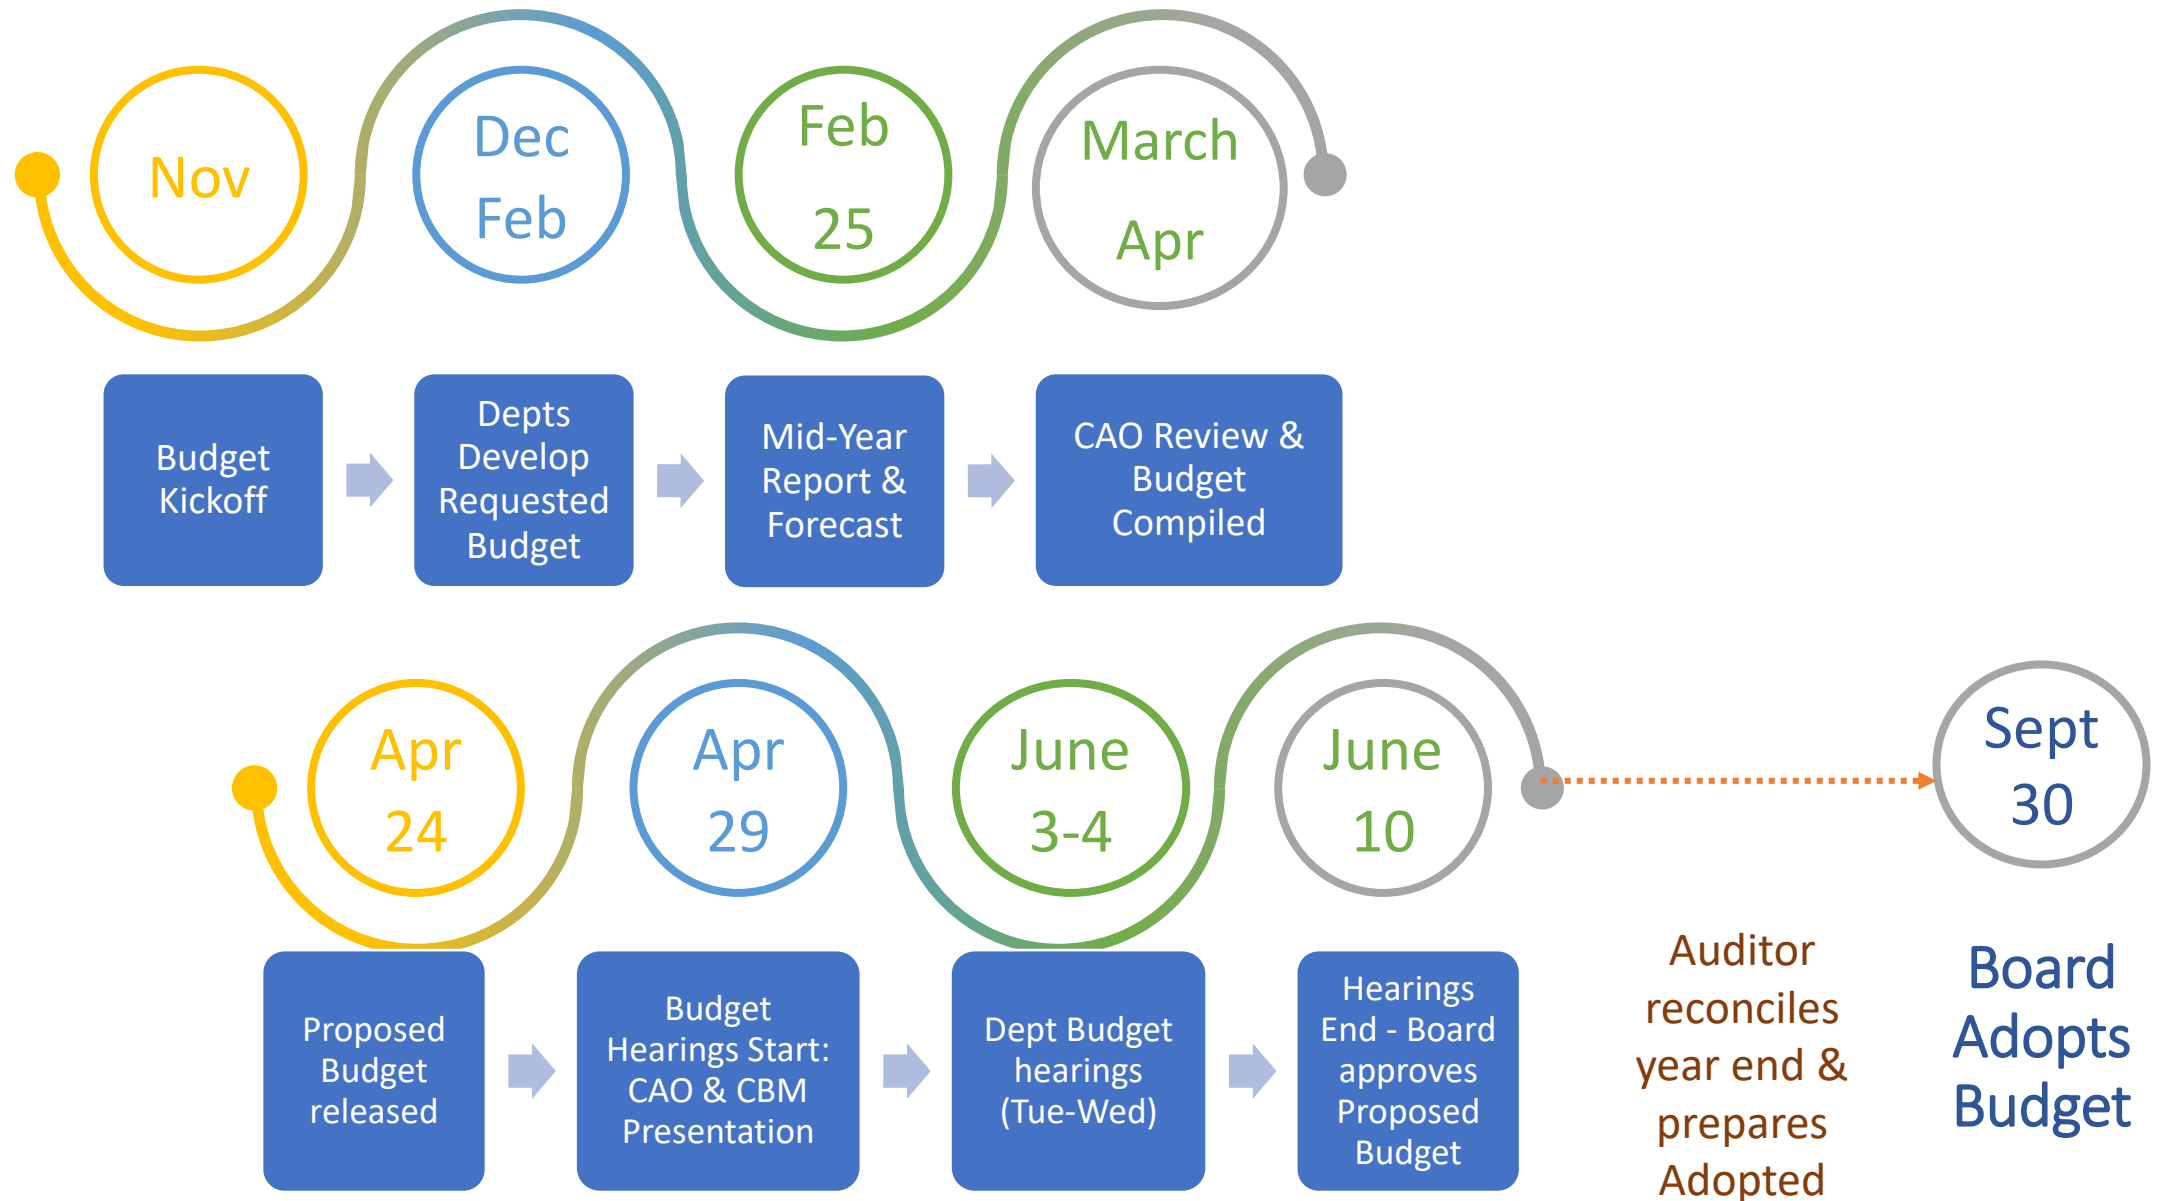 Nov
Dec
Feb
Feb
25
March
Apr
Budget
Kickoff
Depts
Develop
Requested
Budget
Mid-Year
Report &
Forecast
CAO Review &
Budget
Compiled
Apr
24
Apr
29
June
3-4
June
10
Sept
30
Proposed
Budget
released
Budget
Hearings Start:
CAO & CBM
Presentation
Dept Budget
hearings
(Tue-Wed)
Hearings
End - Board
approves
Proposed
Budget
Auditor
reconciles
year end &
prepares
Adopted
Board
Adopts
Budget